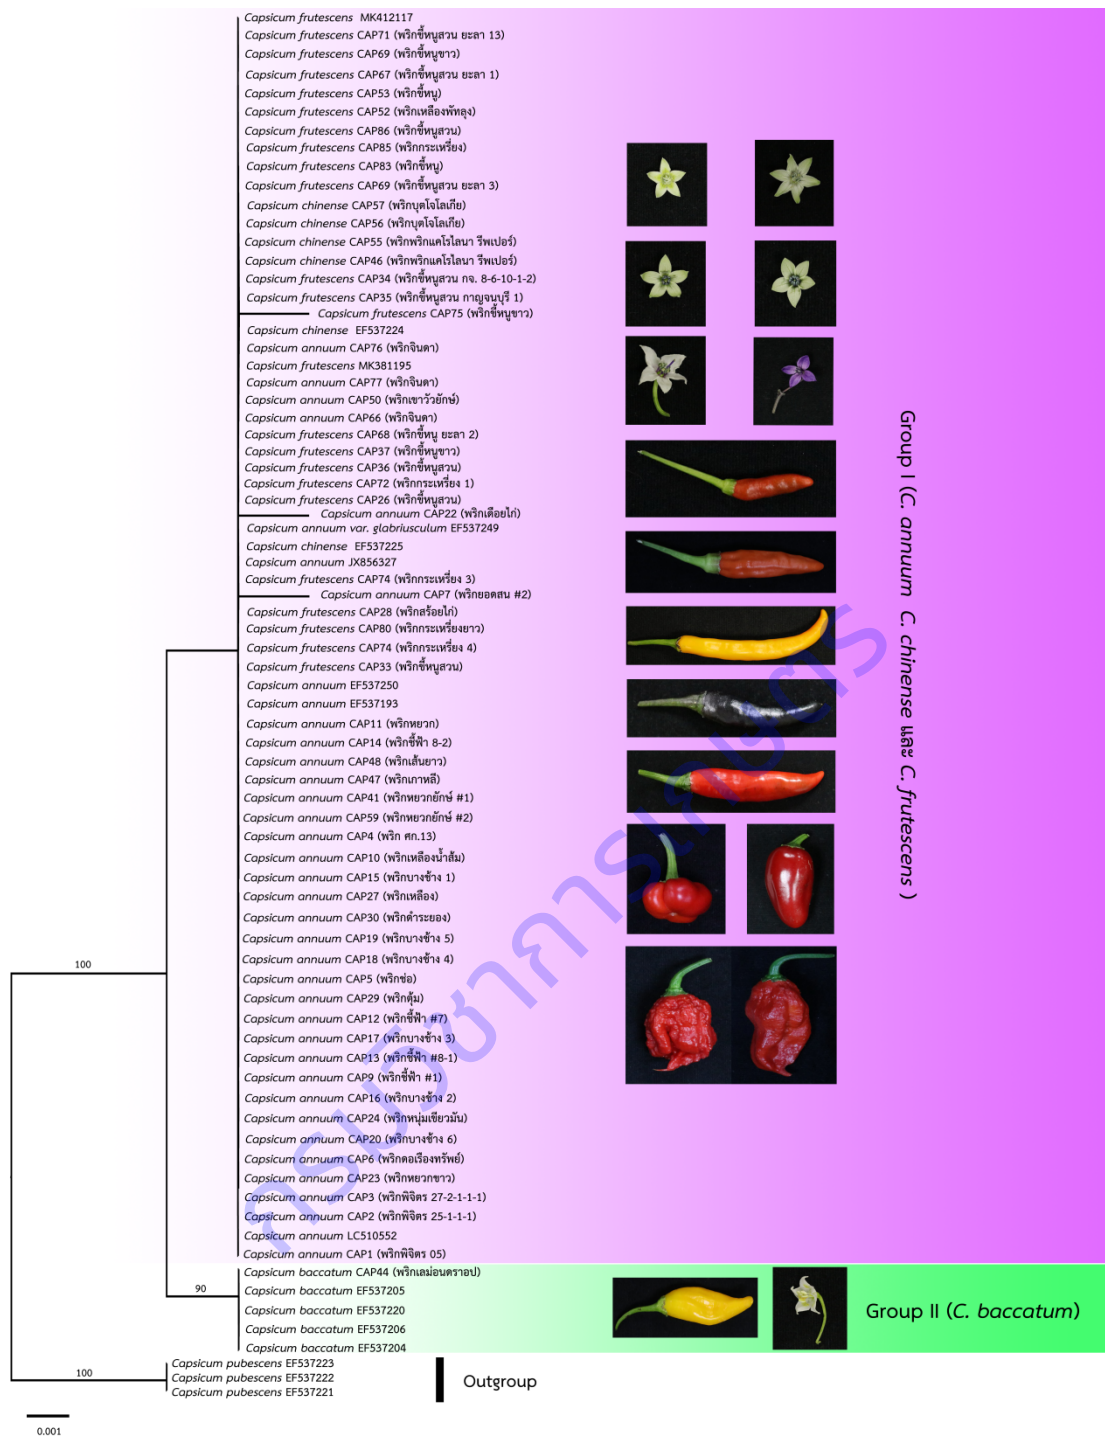 Capsicum frutescens MK412117
Capsicum frutescens CAP71 (พริกขี้หนูสวน ยะลา 13)
Capsicum frutescens CAP69 (พริกขี้หนูขาว)
Capsicum frutescens CAP67 (พริกขี้หนูสวน ยะลา 1)
Capsicum frutescens CAP53 (พริกขี้หนู)
Capsicum frutescens CAP52 (พริกเหลืองพัทลุง)
Capsicum frutescens CAP86 (พริกขี้หนูสวน)
Capsicum frutescens CAP85 (พริกกระเหรี่ยง)
Capsicum frutescens CAP83 (พริกขี้หนู)
Capsicum frutescens CAP69 (พริกขี้หนูสวน ยะลา 3)
Capsicum chinense CAP57 (พริกบุตโจโลเกีย)
Capsicum chinense CAP56 (พริกบุตโจโลเกีย)
Capsicum chinense CAP55 (พริกพริกแคโรไลนา รีพเปอร์)
Capsicum chinense CAP46 (พริกพริกแคโรไลนา รีพเปอร์)
Capsicum frutescens CAP34 (พริกขี้หนูสวน กจ. 8-6-10-1-2)
Capsicum frutescens CAP35 (พริกขี้หนูสวน กาญจนบุรี 1)
Capsicum frutescens CAP75 (พริกขี้หนูขาว)
Capsicum chinense EF537224
Capsicum annuum CAP76 (พริกจินดา)
Capsicum frutescens MK381195
Capsicum annuum CAP77 (พริกจินดา)
Capsicum annuum CAP50 (พริกเขาวัวยักษ์)
Capsicum annuum CAP66 (พริกจินดา)
Capsicum frutescens CAP68 (พริกขี้หนู ยะลา 2)
Capsicum frutescens CAP37 (พริกขี้หนูขาว)
Capsicum frutescens CAP36 (พริกขี้หนูสวน)
Capsicum frutescens CAP72 (พริกกระเหรี่ยง 1)
Capsicum frutescens CAP26 (พริกขี้หนูสวน)
Capsicum annuum CAP22 (พริกเดือยไก่)
Capsicum annuum var. glabriusculum EF537249
Capsicum chinense EF537225
Capsicum annuum JX856327
Capsicum frutescens CAP74 (พริกกระเหรี่ยง 3)
Capsicum annuum CAP7 (พริกยอดสน #2)
Capsicum frutescens CAP28 (พริกสร้อยไก่)
Capsicum frutescens CAP80 (พริกกระเหรี่ยงยาว)
Capsicum frutescens CAP74 (พริกกระเหรี่ยง 4)
Capsicum frutescens CAP33 (พริกขี้หนูสวน)
Capsicum annuum EF537250
Capsicum annuum EF537193
Capsicum annuum CAP11 (พริกหยวก)
Capsicum annuum CAP14 (พริกชี้ฟ้า 8-2)
Capsicum annuum CAP48 (พริกเส้นยาว)
Capsicum annuum CAP47 (พริกเกาหลี)
Capsicum annuum CAP41 (พริกหยวกยักษ์ #1)
Capsicum annuum CAP59 (พริกหยวกยักษ์ #2)
Capsicum annuum CAP4 (พริก ศก.13)
Capsicum annuum CAP10 (พริกเหลืองน้ำส้ม)
Capsicum annuum CAP15 (พริกบางช้าง 1)
Capsicum annuum CAP27 (พริกเหลือง)
Capsicum annuum CAP30 (พริกดำระยอง)
Capsicum annuum CAP19 (พริกบางช้าง 5)
Capsicum annuum CAP18 (พริกบางช้าง 4)
Capsicum annuum CAP5 (พริกช่อ)
Capsicum annuum CAP29 (พริกตุ้ม)
Capsicum annuum CAP12 (พริกชี้ฟ้า #7)
Capsicum annuum CAP17 (พริกบางช้าง 3)
Capsicum annuum CAP13 (พริกชี้ฟ้า #8-1)
Capsicum annuum CAP9 (พริกชี้ฟ้า #1)
Capsicum annuum CAP16 (พริกบางช้าง 2)
Capsicum annuum CAP24 (พริกหนุ่มเขียวมัน)
Capsicum annuum CAP20 (พริกบางช้าง 6)
Capsicum annuum CAP6 (พริกดอเรืองทรัพย์)
Capsicum annuum CAP23 (พริกหยวกขาว)
Capsicum annuum CAP3 (พริกพิจิตร 27-2-1-1-1)
Capsicum annuum CAP2 (พริกพิจิตร 25-1-1-1)
Capsicum annuum LC510552
Capsicum annuum CAP1 (พริกพิจิตร 05)
Capsicum baccatum CAP44 (พริกเลม่อนดราอป)
Capsicum baccatum EF537205
Capsicum baccatum EF537220
Capsicum baccatum EF537206
Capsicum baccatum EF537204
Capsicum pubescens EF537223
Capsicum pubescens EF537222
Capsicum pubescens EF537221
100
90
100
0.001
Group I (C. annuum C. chinense และ C. frutescens )
Group II (C. baccatum)
Outgroup
กรมวิชาการเกษตร